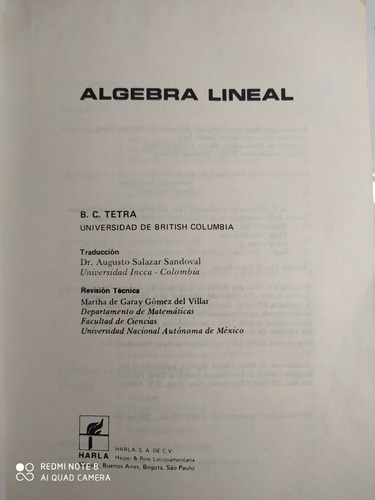 ALGEBRA LINEAL
B. C. TETRA
UNIVERSIDAD DE BRITISH COLUMBIA
Traducción
Dr. Augusto Salazar Sandoval
Universidad Incca - Colombia
Revisión Técnica
Martha de Garay Gómez del Villar
Departamento de Matemáticas
Facultad de Ciencias
Universidad Nacional Autónoma de México
HARLA
HARLA, S. A. DE C. V.
Harper & Row Latinoamericana
Buenos Aires, Bogotá, São Paulo
REDMI NOTE 8
AI QUAD CAMERA